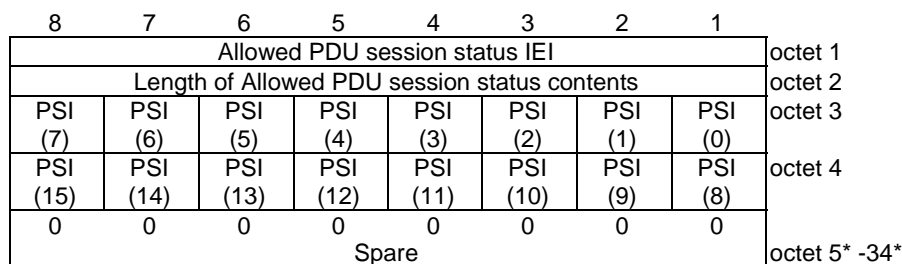 8 7 6 5 4 3 2 1
Allowed PDU session status IEI octet 1
Length of Allowed PDU session status contents octet 2
PSI PSI PSI PSI PSI PSI PSI PSI octet 3
(7) (6) (5) (4) (3) (2) (1) (0)
PSI PSI PSI PSI PSI PSI PSI PSI octet 4
(15) (14) (13) (12) (11) (10) (9) (8)
0 0 0 0 0 0 0 0
Spare octet 5* -34*